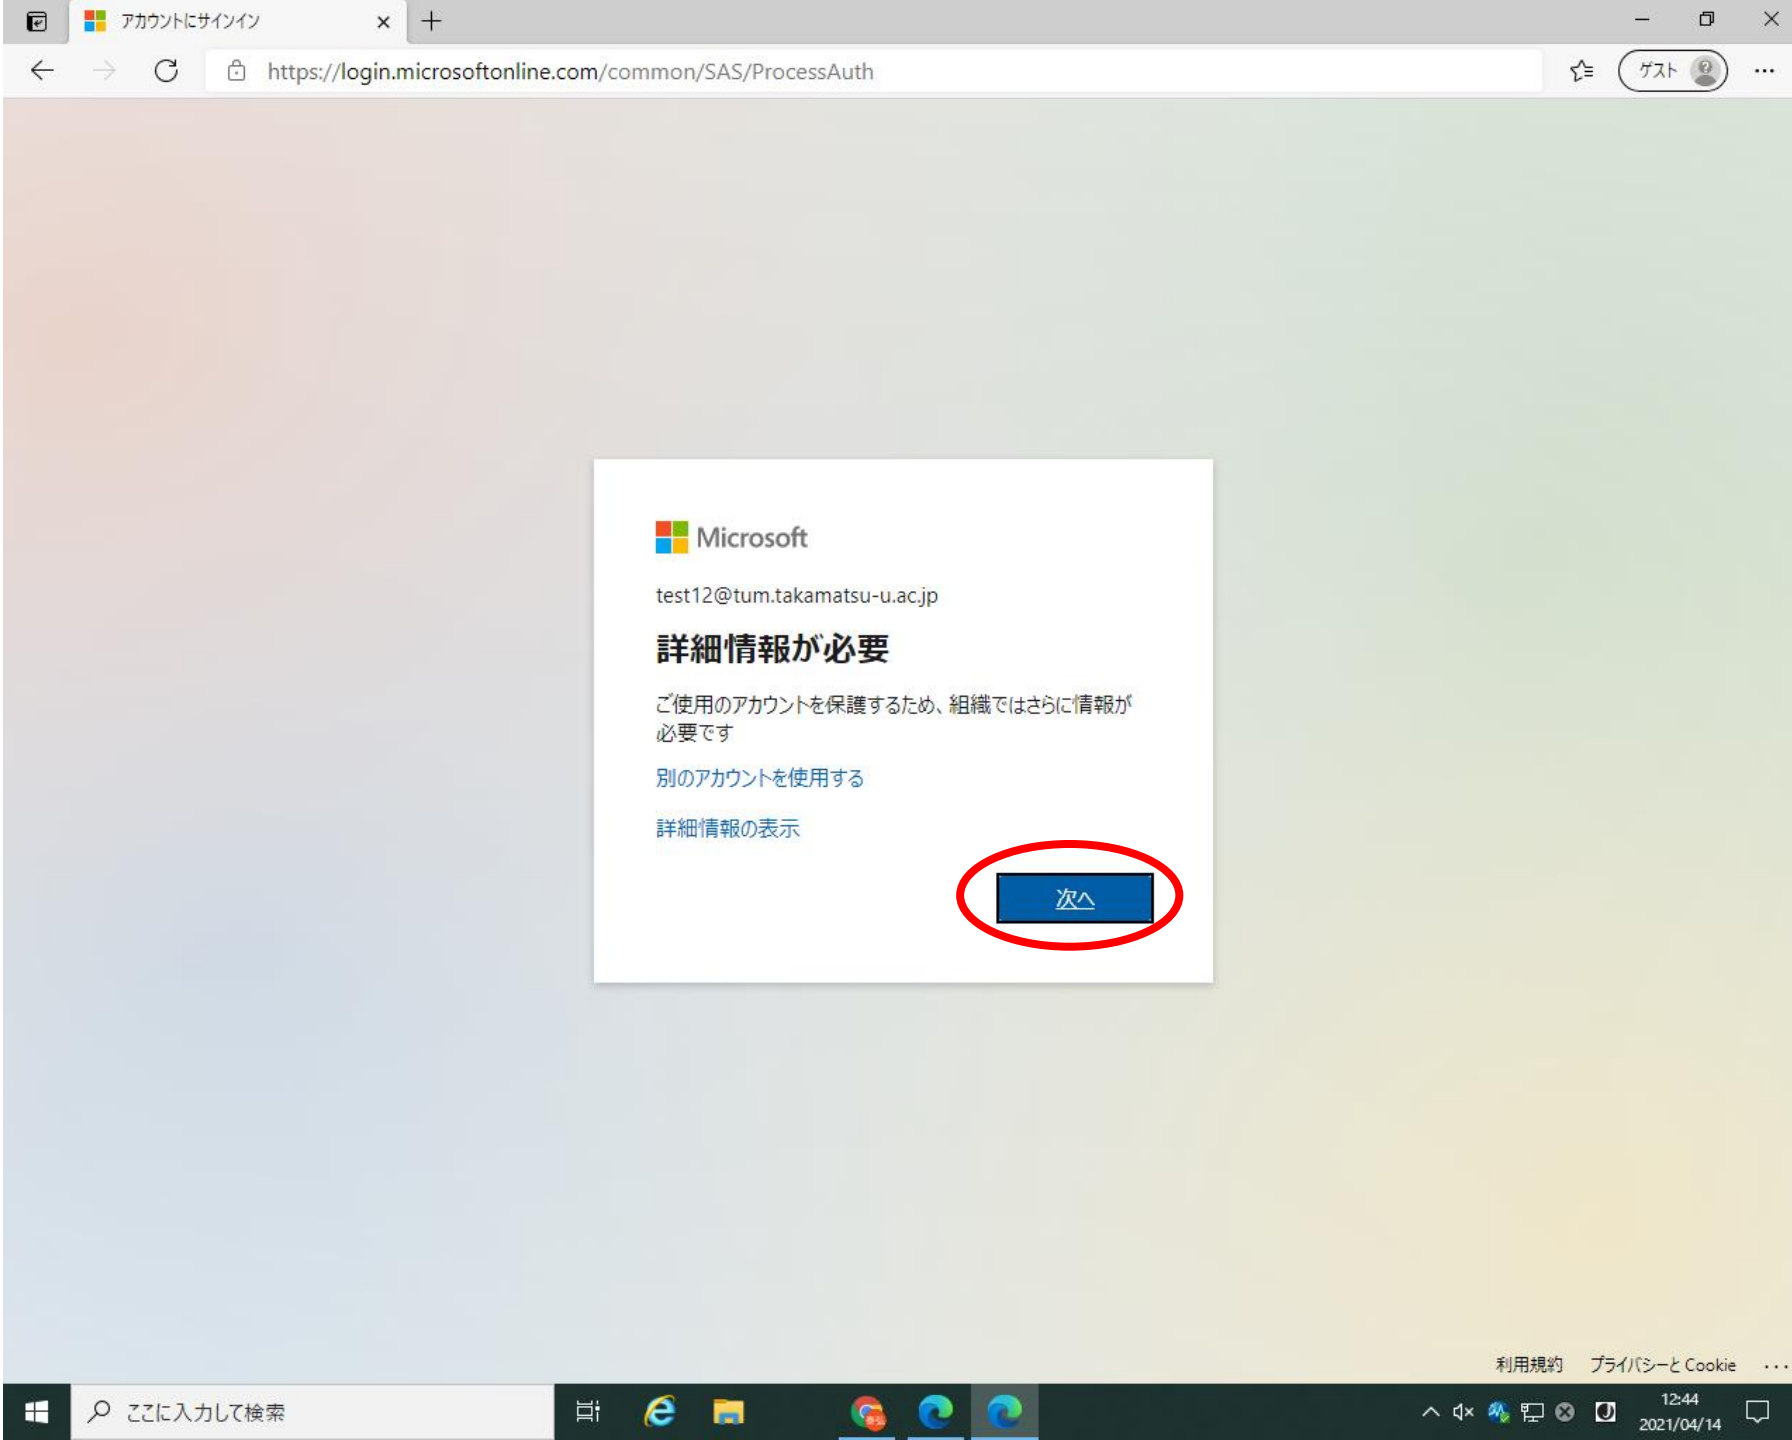 アカウントにサインイン
https://login.microsoftonline.com/common/SAS/ProcessAuth
ゲスト
Microsoft
test12@tum.takamatsu-u.ac.jp
詳細情報が必要
ご使用のアカウントを保護するため、組織ではさらに情報が
必要です
別のアカウントを使用する
詳細情報の表示
次へ
利用規約 プライバシーと Cookie ...
ここに入力して検索
12:44
2021/04/14